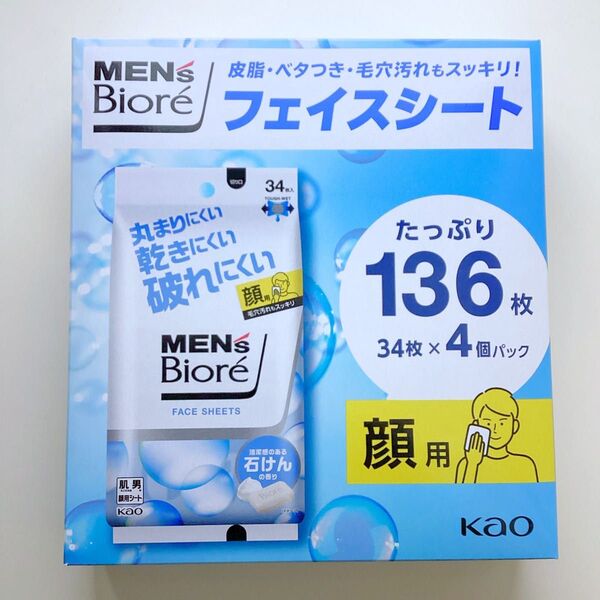 MEN's
Bioré
皮脂・ベタつき・毛穴汚れもスッキリ!
フェイスシート
34枚入
TOUGH WET
丸まりにくい
乾きにくい
破れにくい
顔用
毛穴汚れもスッキリ
MEN's
Bioré
FACE SHEETS
清潔感のある
石けん
の香り
肌男
顔用シート
Kao
たっぷり
136枚
34枚×4個パック
顔用
Kao